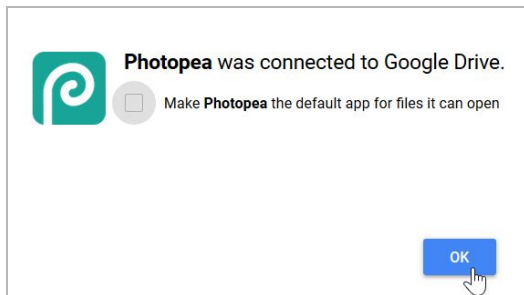 Photopea was connected to Google Drive.
Make Photopea the default app for files it can open
OK